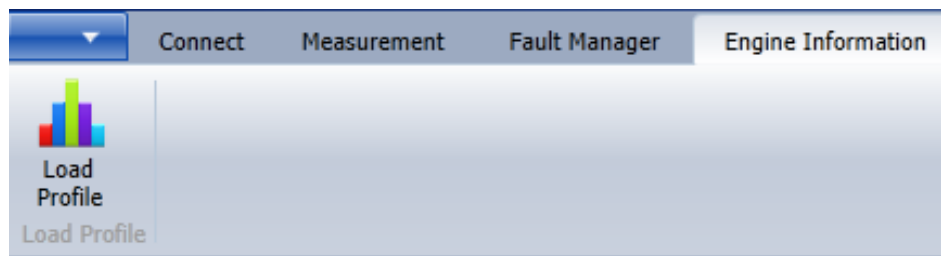 Connect Measurement Fault Manager Engine Information
Load
Profile
Load Profile